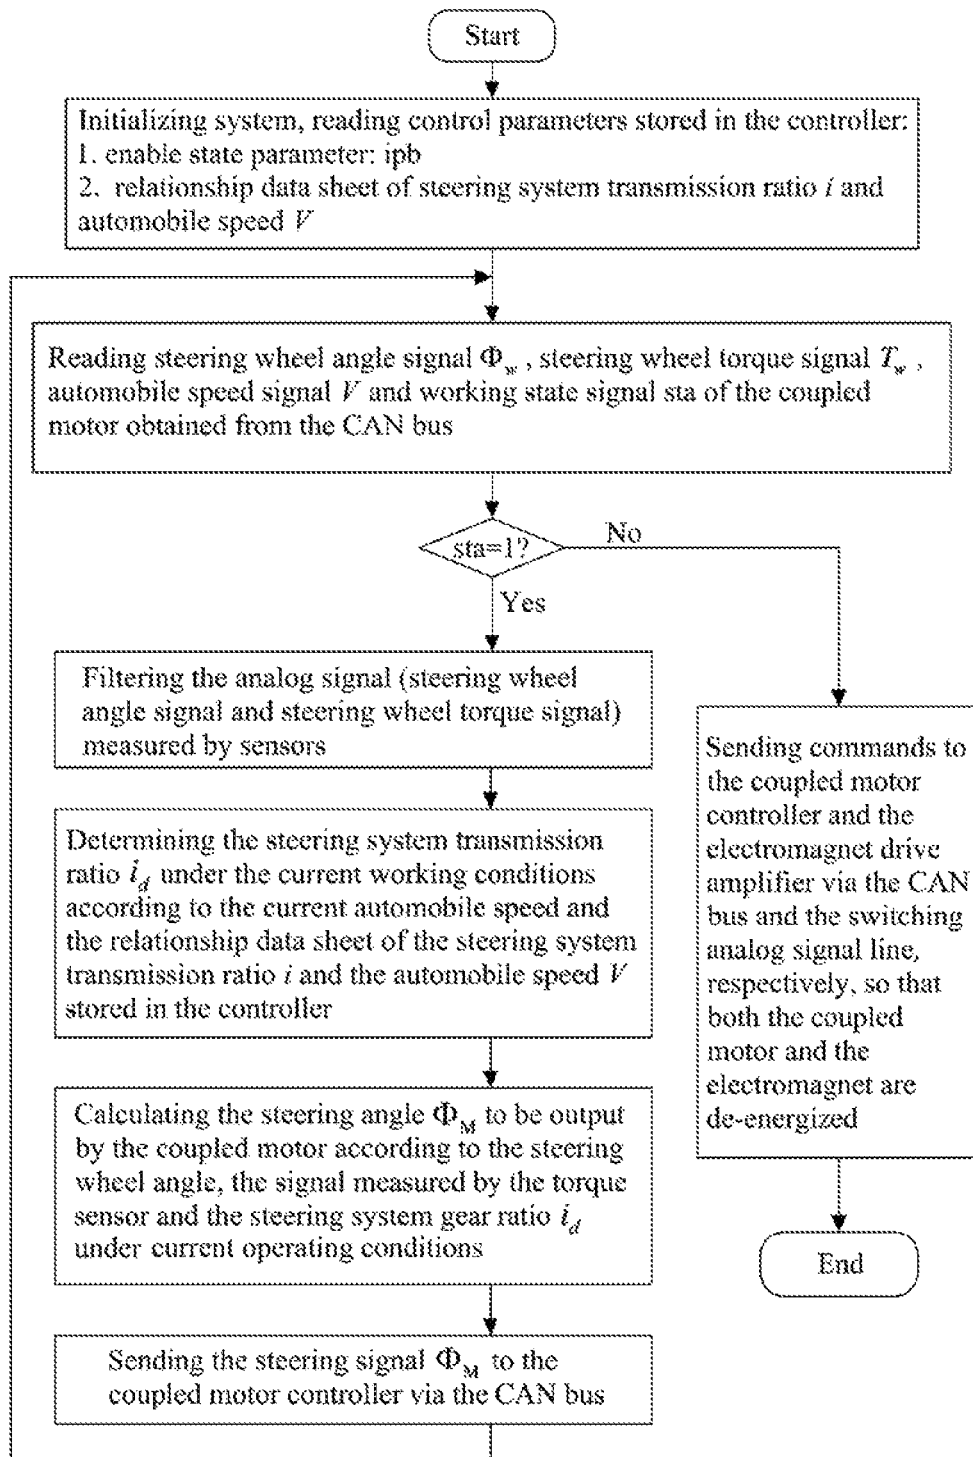 Start
Initializing system, reading control parameters stored in the controller:
1. enable state parameter: ipb
2. relationship data sheet of steering system transmission ratio i and
automobile speed V
Reading steering wheel angle signal Φw , steering wheel torque signal Tw ,
automobile speed signal V and working state signal sta of the coupled
motor obtained from the CAN bus
sta=1?
No
Yes
Filtering the analog signal (steering wheel
angle signal and steering wheel torque signal)
measured by sensors
Determining the steering system transmission
ratio id under the current working conditions
according to the current automobile speed and
the relationship data sheet of the steering system
transmission ratio i and the automobile speed V
stored in the controller
Calculating the steering angle ΦM to be output
by the coupled motor according to the steering
wheel angle, the signal measured by the torque
sensor and the steering system gear ratio id
under current operating conditions
Sending the steering signal ΦM to the
coupled motor controller via the CAN bus
Sending commands to
the coupled motor
controller and the
electromagnet drive
amplifier via the CAN
bus and the switching
analog signal line,
respectively, so that
both the coupled
motor and the
electromagnet are
de-energized
End